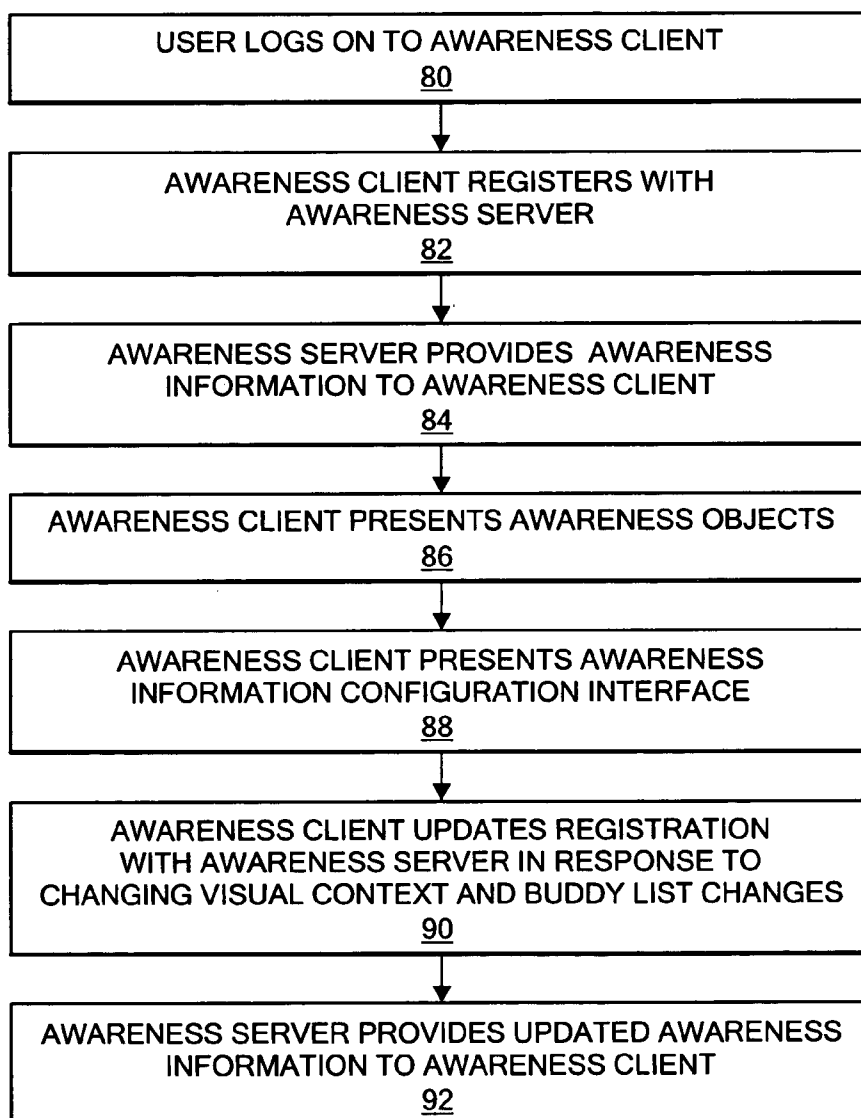 USER LOGS ON TO AWARENESS CLIENT
80
AWARENESS CLIENT REGISTERS WITH
AWARENESS SERVER
82
AWARENESS SERVER PROVIDES AWARENESS
INFORMATION TO AWARENESS CLIENT
84
AWARENESS CLIENT PRESENTS AWARENESS OBJECTS
86
AWARENESS CLIENT PRESENTS AWARENESS
INFORMATION CONFIGURATION INTERFACE
88
AWARENESS CLIENT UPDATES REGISTRATION
WITH AWARENESS SERVER IN RESPONSE TO
CHANGING VISUAL CONTEXT AND BUDDY LIST CHANGES
90
AWARENESS SERVER PROVIDES UPDATED AWARENESS
INFORMATION TO AWARENESS CLIENT
92